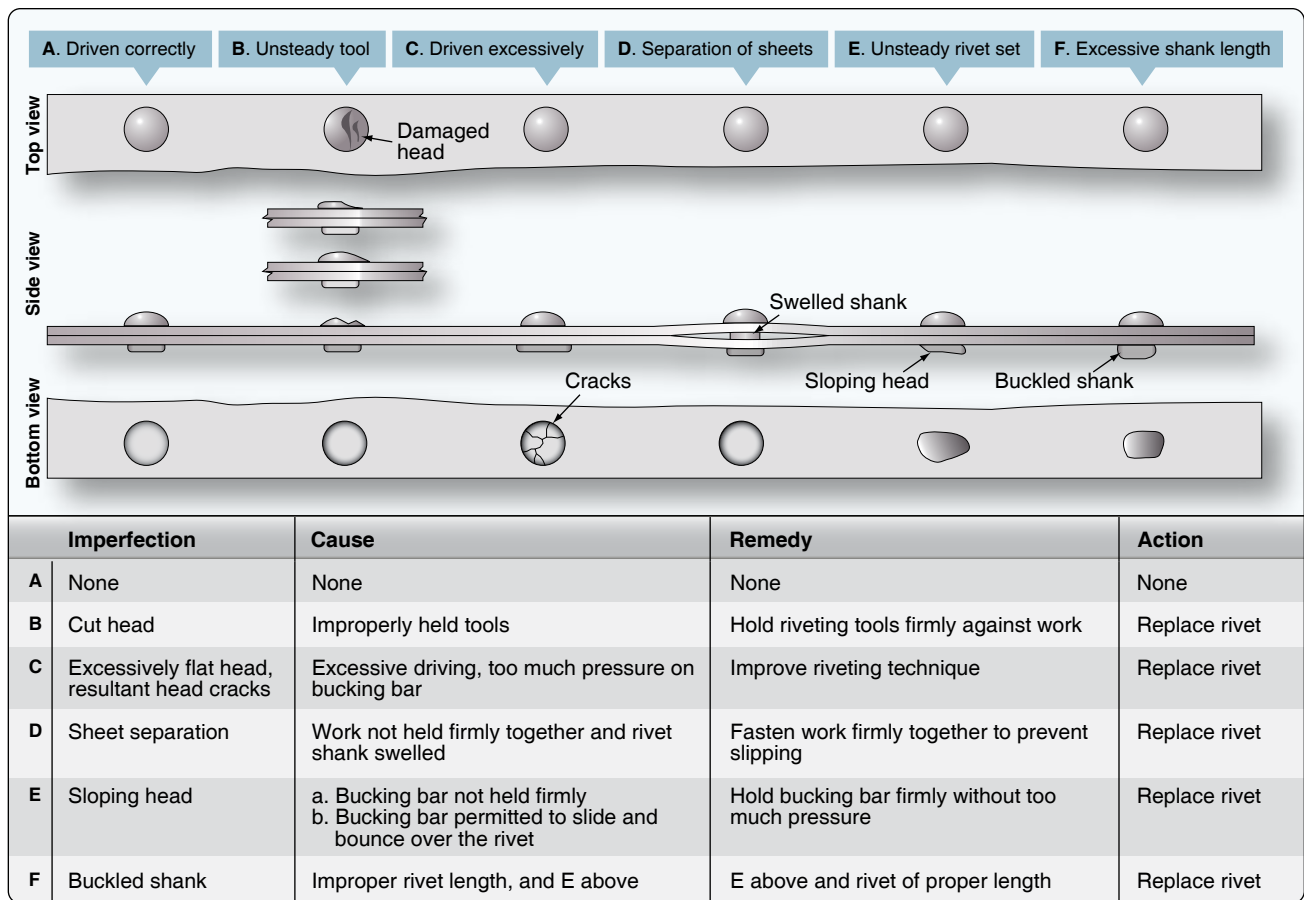 A. Driven correctly
B. Unsteady tool
C. Driven excessively
D. Separation of sheets
E. Unsteady rivet set
F. Excessive shank length
Top view
Damaged
head
Side view
Swelled shank
Sloping head
Buckled shank
Bottom view
Cracks
Imperfection Cause Remedy Action
A None None None None
B Cut head Improperly held tools Hold riveting tools firmly against work Replace rivet
C Excessively flat head, Excessive driving, too much pressure on Improve riveting technique Replace rivet
resultant head cracks bucking bar
D Sheet separation Work not held firmly together and rivet Fasten work firmly together to prevent Replace rivet
shank swelled slipping
E Sloping head a. Bucking bar not held firmly Hold bucking bar firmly without too Replace rivet
b. Bucking bar permitted to slide and much pressure
bounce over the rivet
F Buckled shank Improper rivet length, and E above E above and rivet of proper length Replace rivet